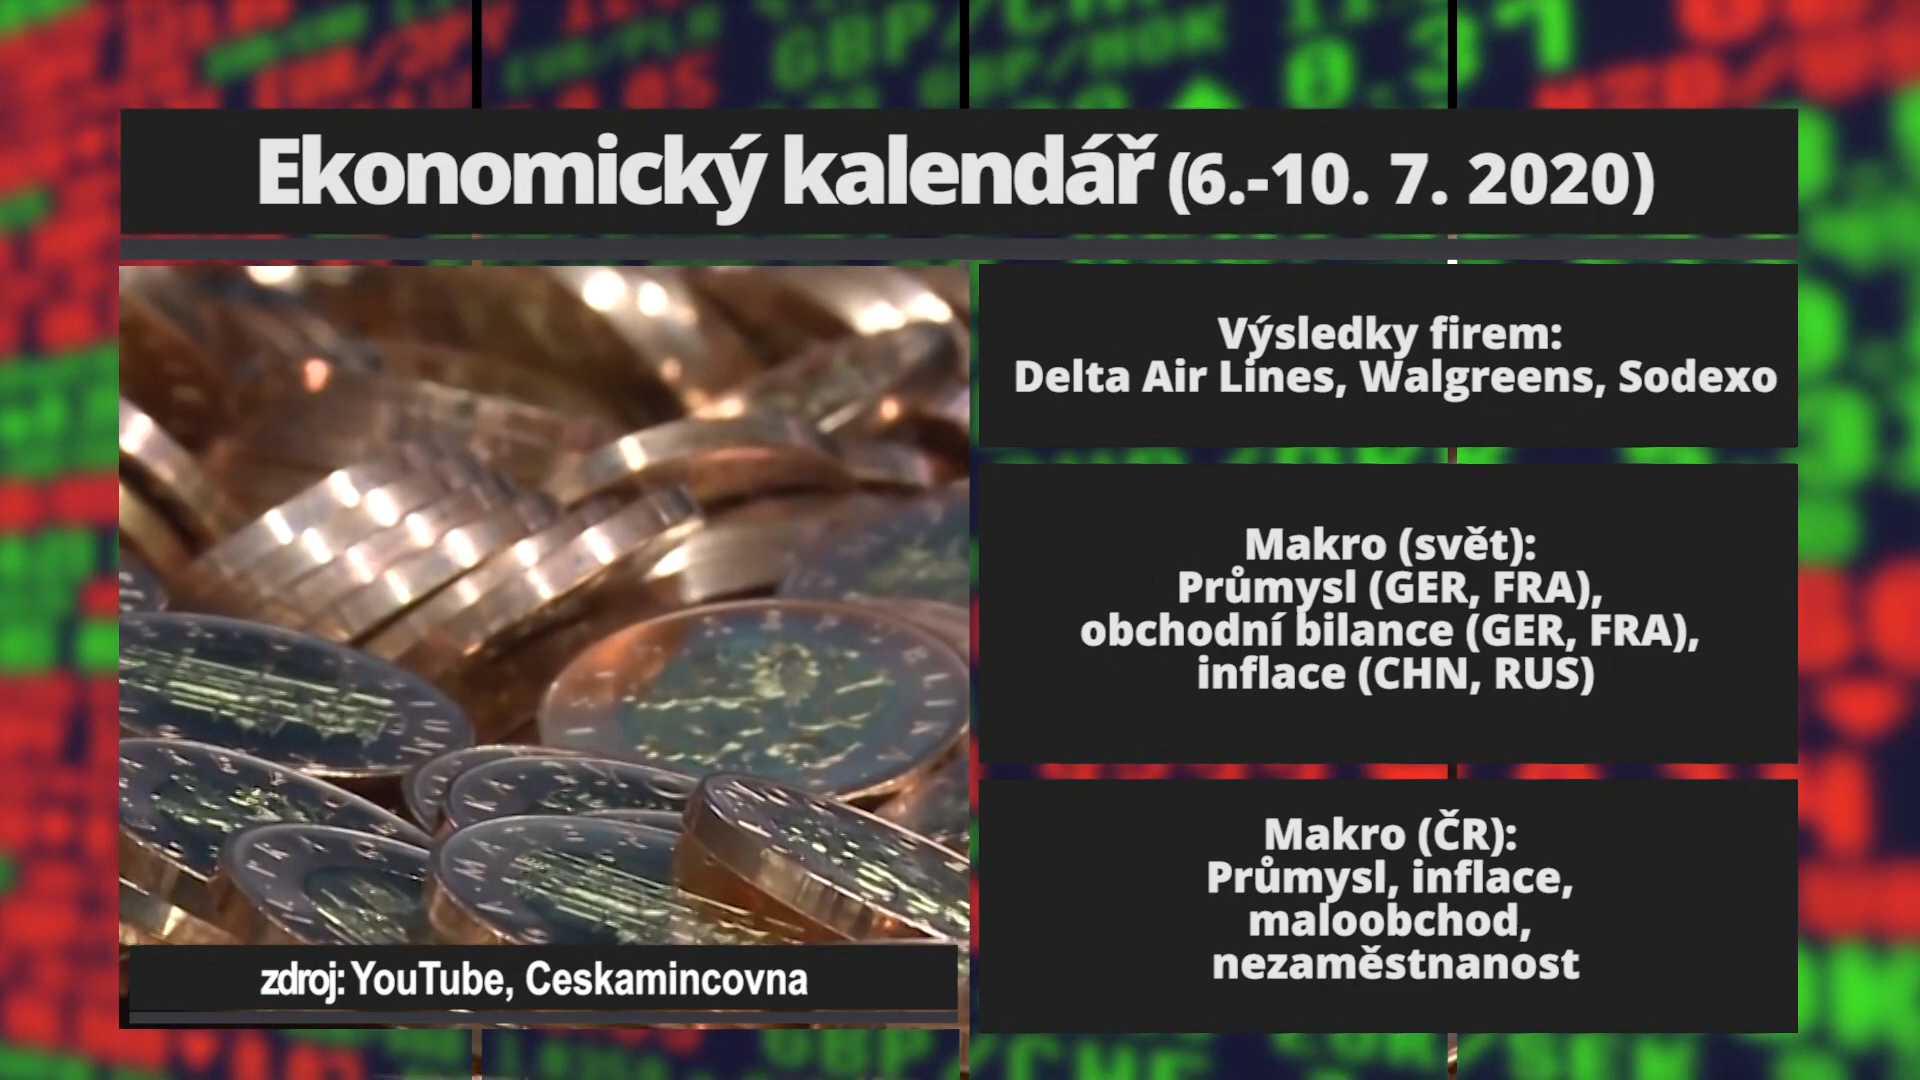 Ekonomický kalendář (6.-10. 7. 2020)
Výsledky firem:
Delta Air Lines, Walgreens, Sodexo
Makro (svět):
Průmysl (GER, FRA),
obchodní bilance (GER, FRA),
inflace (CHN, RUS)
Makro (ČR):
Průmysl, inflace,
maloobchod,
nezaměstnanost
zdroj: YouTube, Ceskamincovna